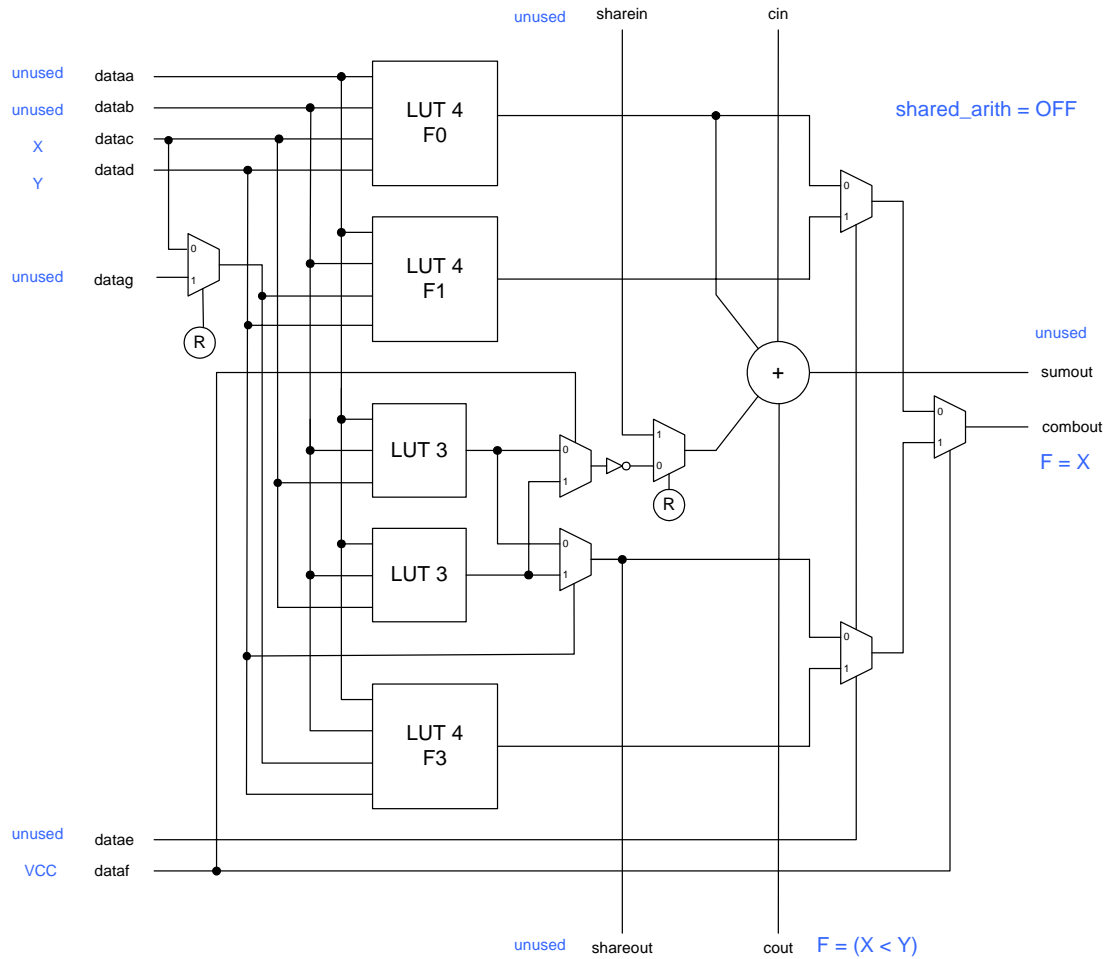 unused sharein cin
unused dataa
unused datab
datac
X
datad
Y
LUT 4
F0
shared_arith = OFF
0
1
LUT 4
F1
0
1
unused datag
R
unused
+
sumout
0
1
combout
F = X
LUT 3
1
0
0
1
R
LUT 3
0
1
0
1
LUT 4
F3
unused datae
VCC dataf
unused shareout cout F = (X < Y)